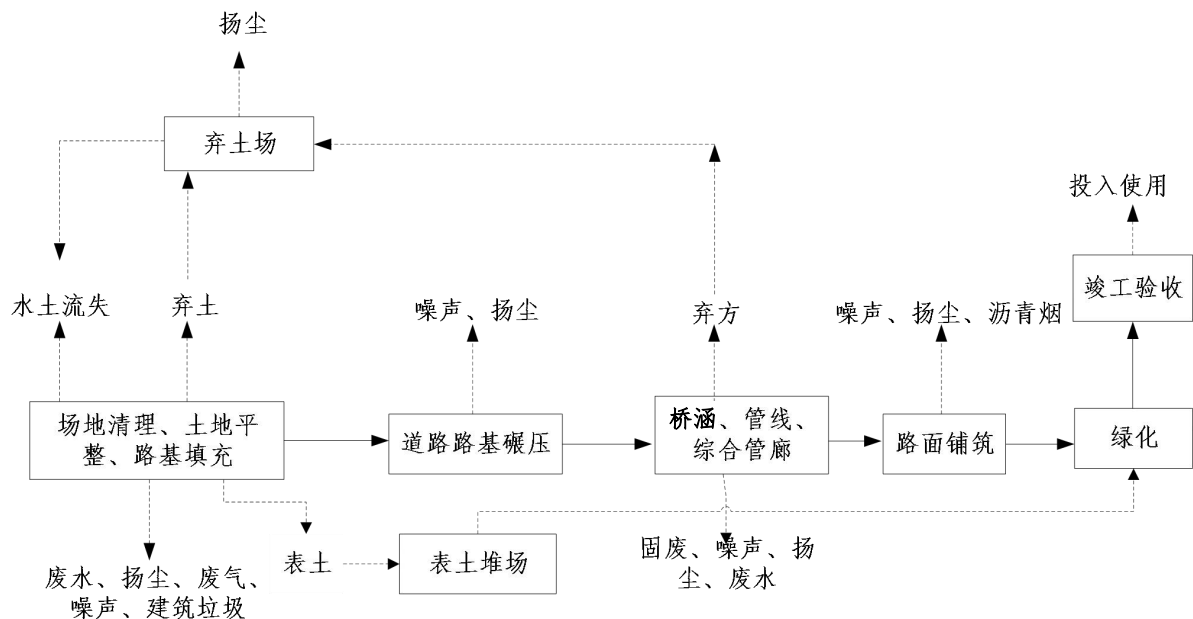 扬尘
弃土场
投入使用
水土流失
弃土
噪声、扬尘
弃方
噪声、扬尘、沥青烟
竣工验收
场地清理、土地平
整、路基填充
道路路基碾压
桥涵、管线、
综合管廊
路面铺筑
绿化
表土
表土堆场
固废、噪声、扬
尘、废水
废水、扬尘、废气、
噪声、建筑垃圾